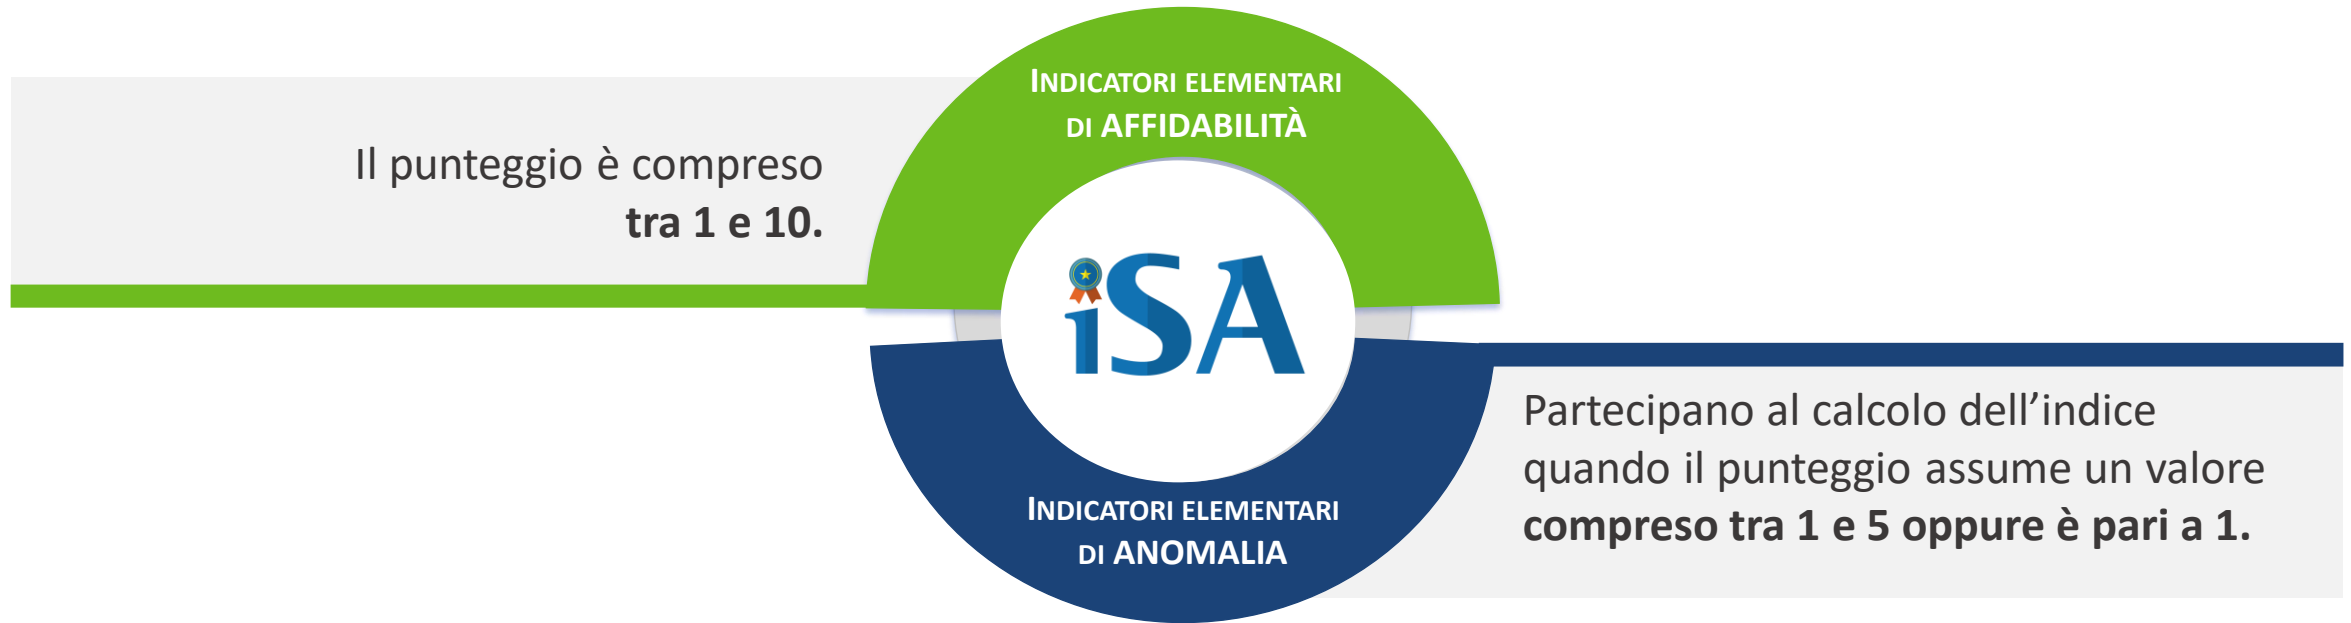 INDICATORI ELEMENTARI
DI AFFIDABILITÀ
Il punteggio è compreso
tra 1 e 10.
iSA
Partecipano al calcolo dell’indice
quando il punteggio assume un valore
compreso tra 1 e 5 oppure è pari a 1.
INDICATORI ELEMENTARI
DI ANOMALIA